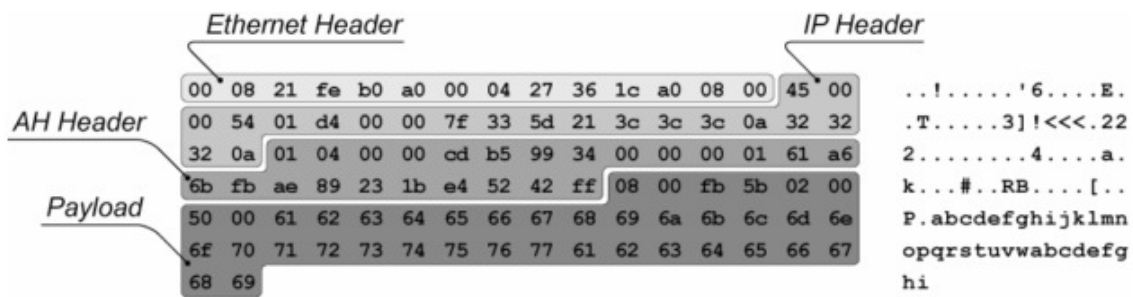 Ethernet Header
IP Header
00 08 21 fe b0 a0 00 04 27 36 1c a0 08 00 45 00 ..!.....'6....E.
AH Header
00 54 01 d4 00 00 7f 33 5d 21 3c 3c 3c 0a 32 32 .T.....3]!<<<.22
32 0a 01 04 00 00 cd b5 99 34 00 00 00 01 61 a6 2........4....a.
6b fb ae 89 23 1b e4 52 42 ff 08 00 fb 5b 02 00 k...#..RB....[..
Payload
50 00 61 62 63 64 65 66 67 68 69 6a 6b 6c 6d 6e P.abcdefghijklmn
6f 70 71 72 73 74 75 76 77 61 62 63 64 65 66 67 opqrstuvwabcdefg
68 69 hi